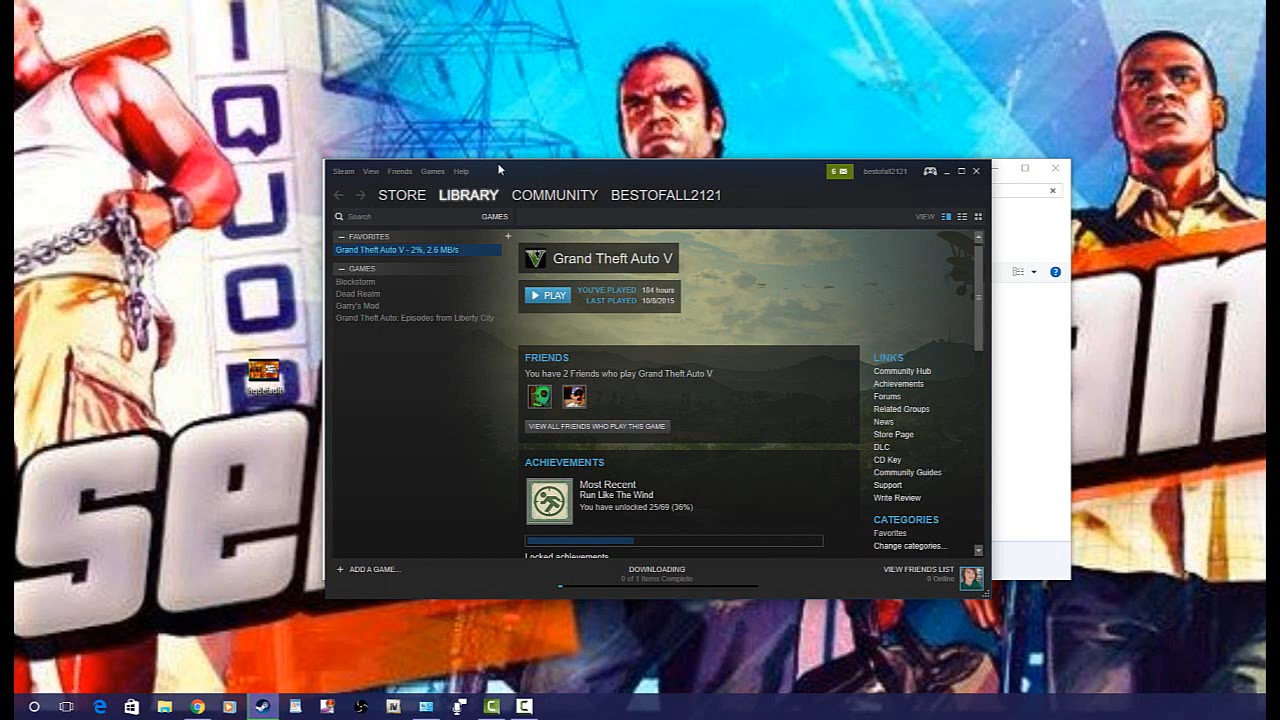 IQUOR
Steam View Friends Games Help
6
bestofall2121
STORE LIBRARY COMMUNITY BESTOFALL2121
Search
GAMES
VIEW
— FAVORITES
+
Grand Theft Auto V - 2%, 2.6 MB/s
— GAMES
Blockstorm
Dead Realm
Garry's Mod
Grand Theft Auto: Episodes from Liberty City
Grand Theft Auto V
PLAY
YOU'VE PLAYED 184 hours
LAST PLAYED 10/8/2015
FRIENDS
You have 2 Friends who play Grand Theft Auto V
VIEW ALL FRIENDS WHO PLAY THIS GAME
ACHIEVEMENTS
Most Recent
Run Like The Wind
You have unlocked 25/69 (36%)
Locked achievements
LINKS
Community Hub
Achievements
Forums
Related Groups
News
Store Page
DLC
CD Key
Community Guides
Support
Write Review
CATEGORIES
Favorites
Change categories...
+ ADD A GAME...
DOWNLOADING
0 of 1 Items Complete
VIEW FRIENDS LIST
0 Online
se
an
IV